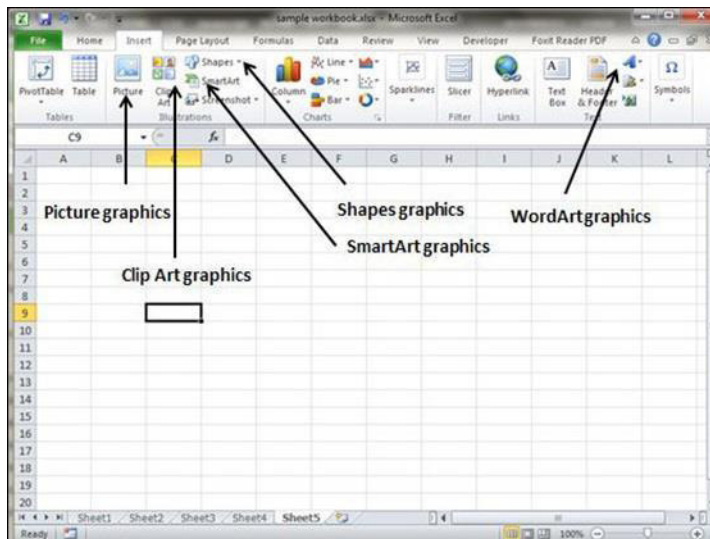 sample workbook.xlsx - Microsoft Excel
File Home Insert Page Layout Formulas Data Review View Developer Foxit Reader PDF
PivotTable Table Picture Clip Art Shapes SmartArt Screenshot Column Line Pie Bar Sparklines Slicer Hyperlink Text Box Header & Footer Symbols
Tables Illustrations Charts Filter Links Text
C9 fx
A B C D E F G H I J K L
1
2
3
4
5
6
7
8
9
10
11
12
13
14
15
16
17
18
19
20
Picture graphics
Shapes graphics
WordArt graphics
SmartArt graphics
Clip Art graphics
Sheet1 Sheet2 Sheet3 Sheet4 Sheet5
Ready 100%